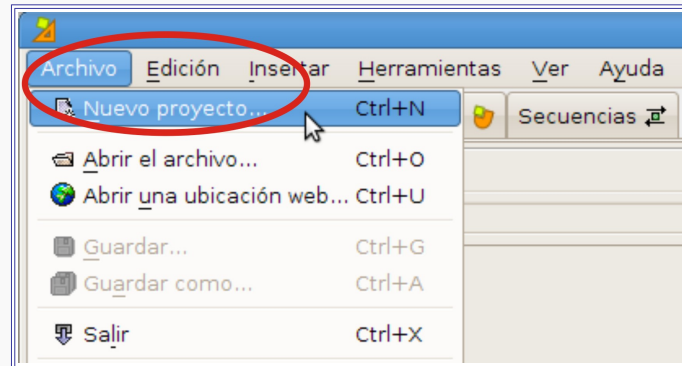 Archivo Edición Insertar Herramientas Ver Ayuda
Nuevo proyecto... Ctrl+N
Secuencias
Abrir el archivo... Ctrl+O
Abrir una ubicación web... Ctrl+U
Guardar... Ctrl+G
Guardar como... Ctrl+A
Salir Ctrl+X